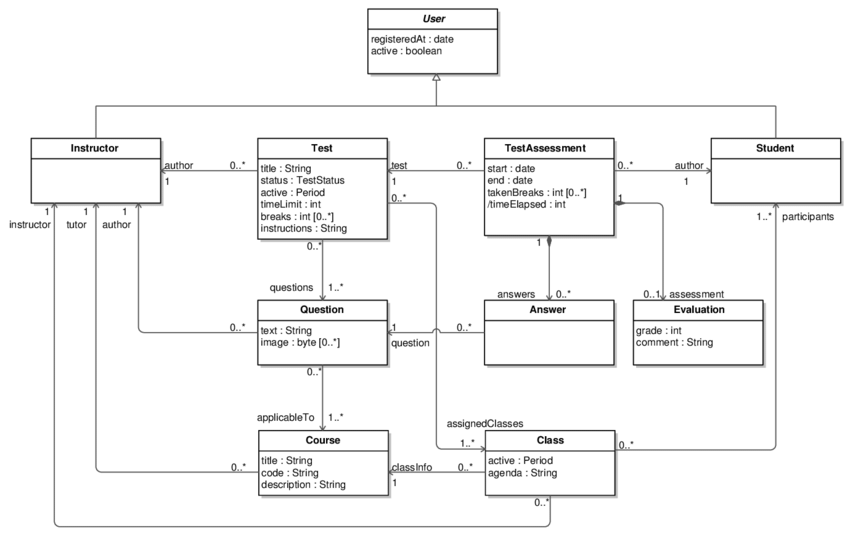 User
registeredAt : date
active : boolean
Instructor
Test
title : String
status : TestStatus
active : Period
timeLimit : int
breaks : int [0..*]
instructions : String
TestAssessment
start : date
end : date
takenBreaks : int [0..*]
/timeElapsed : int
Student
author
1
0..*
test
1
0..*
0..*
author
1
0..*
1
1
instructor
1
tutor
1
author
1
0..*
questions
1..*
1..*
participants
answers
0..*
0..1
assessment
Question
text : String
image : byte [0..*]
Answer
Evaluation
grade : int
comment : String
0..*
1
question
0..*
0..*
applicableTo
1..*
assignedClasses
1..*
Course
title : String
code : String
description : String
Class
active : Period
agenda : String
0..*
classInfo
1
0..*
0..*
0..*